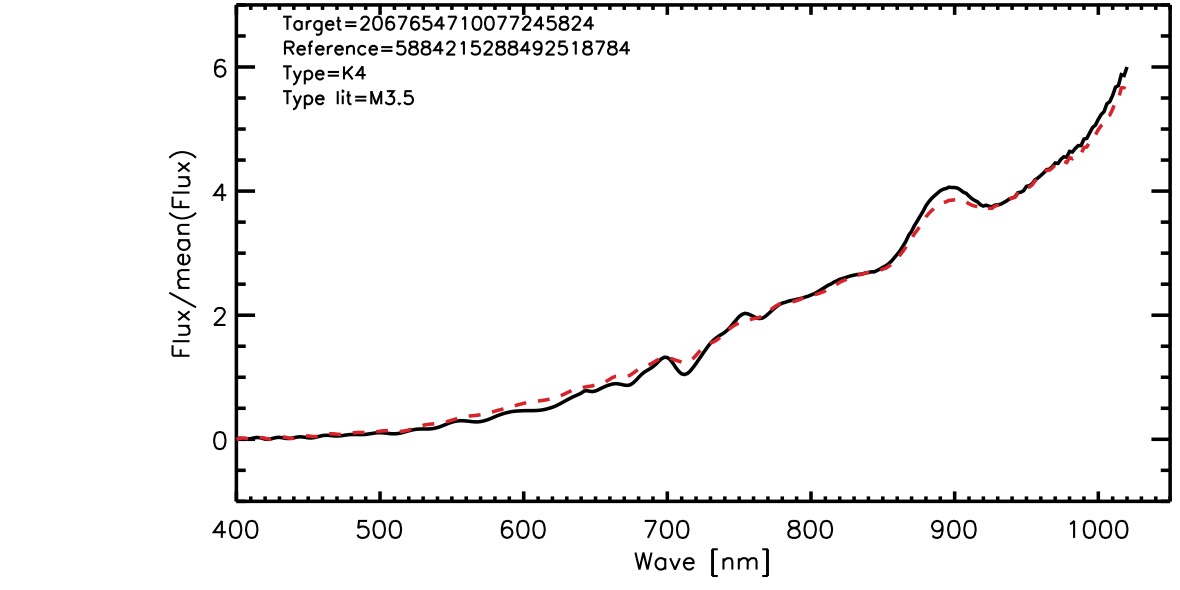 Target=2067654710077245824
Reference=5884215288492518784
Type=K4
Type lit=M3.5
6
4
2
0
Flux/mean(Flux)
400 500 600 700 800 900 1000
Wave [nm]